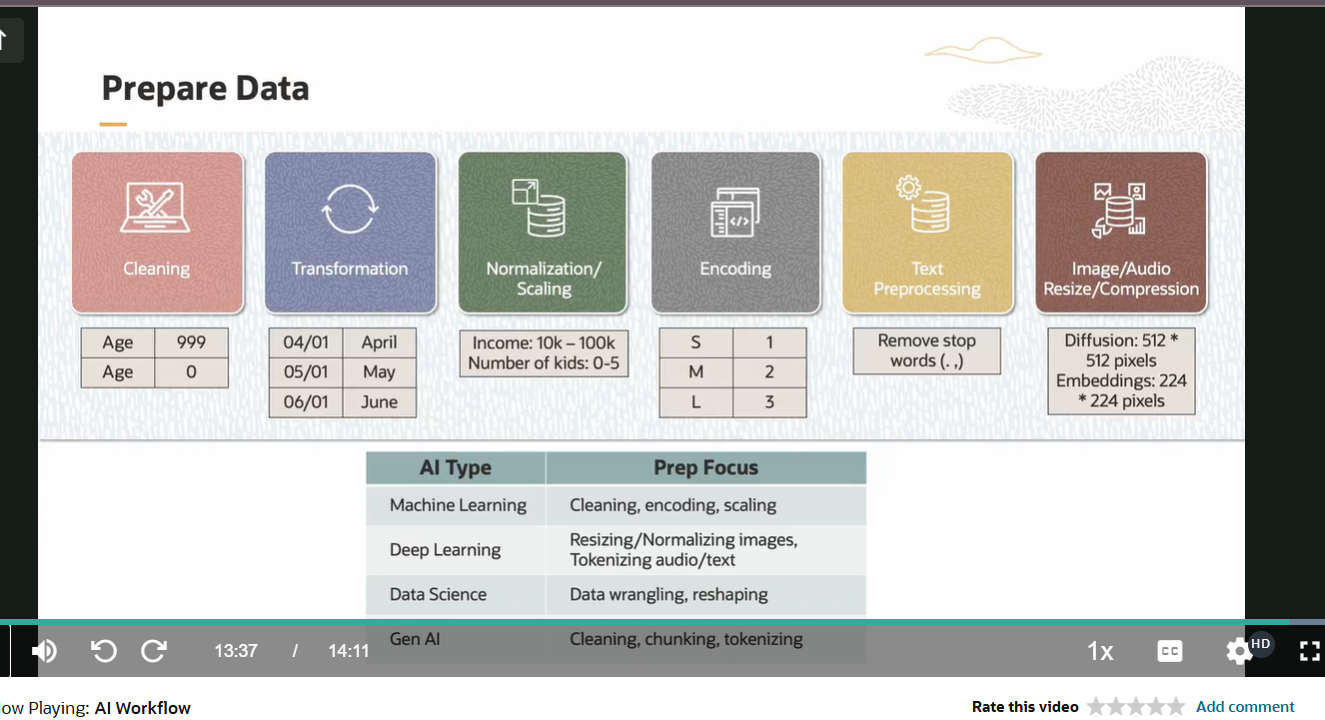 Prepare Data
Cleaning
Transformation
Normalization/
Scaling
Encoding
Text
Preprocessing
Image/Audio
Resize/Compression
Age 999
Age 0
04/01 April
05/01 May
06/01 June
Income: 10k – 100k
Number of kids: 0-5
S 1
M 2
L 3
Remove stop
words (. ,)
Diffusion: 512 *
512 pixels
Embeddings: 224
* 224 pixels
AI Type Prep Focus
Machine Learning Cleaning, encoding, scaling
Deep Learning Resizing/Normalizing images,
Tokenizing audio/text
Data Science Data wrangling, reshaping
Gen AI Cleaning, chunking, tokenizing
13:37 / 14:11 1x CC HD
ow Playing: AI Workflow
Rate this video Add comment